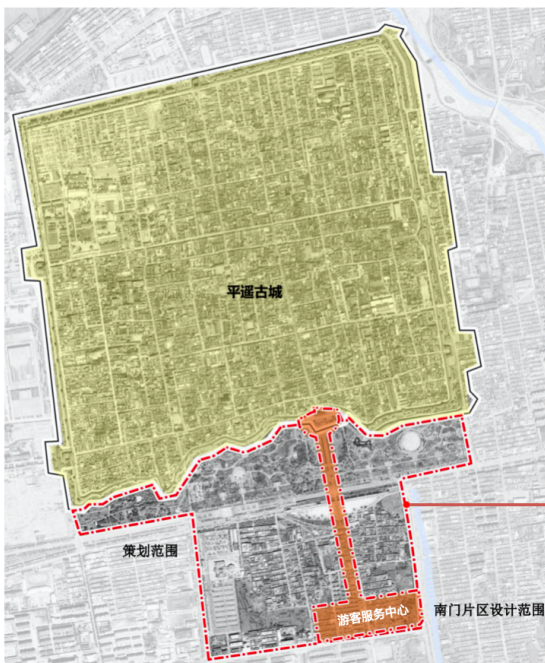 平遥古城
策划范围
游客服务中心
南门片区设计范围